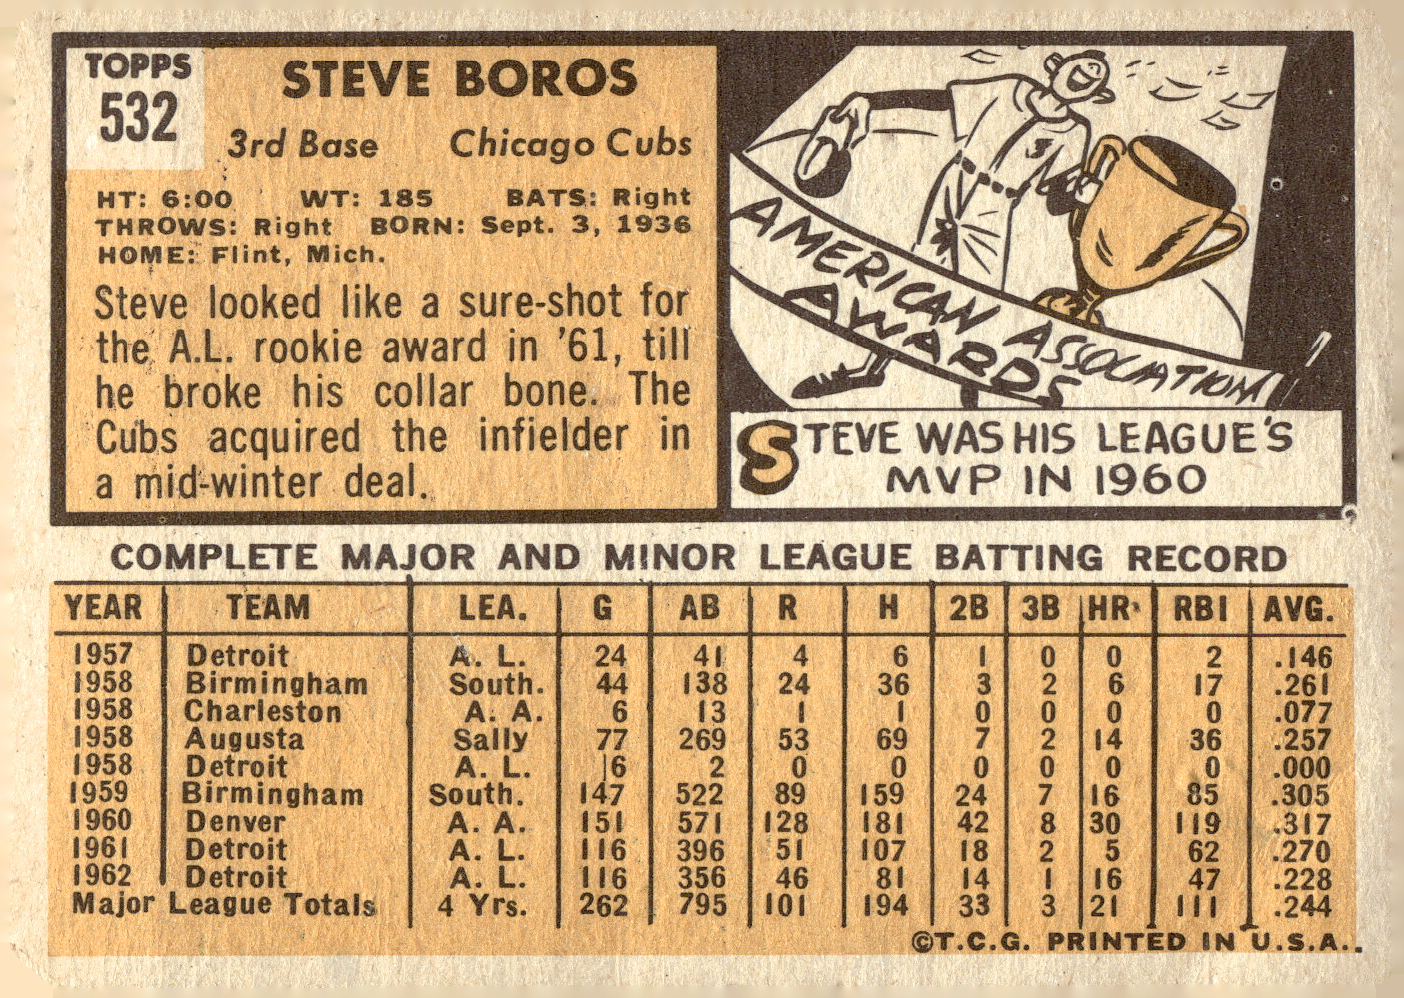 TOPPS
532
STEVE BOROS
3rd Base Chicago Cubs
HT: 6:00 WT: 185 BATS: Right
THROWS: Right BORN: Sept. 3, 1936
HOME: Flint, Mich.
Steve looked like a sure-shot for
the A.L. rookie award in '61, till
he broke his collar bone. The
Cubs acquired the infielder in
a mid-winter deal.
AMERICAN ASSOCIATION
AWARDS
STEVE WAS HIS LEAGUE'S
MVP IN 1960
COMPLETE MAJOR AND MINOR LEAGUE BATTING RECORD
YEAR TEAM LEA. G AB R H 2B 3B HR RBI AVG.
1957 Detroit A. L. 24 41 4 6 1 0 0 2 .146
1958 Birmingham South. 44 138 24 36 3 2 6 17 .261
1958 Charleston A. A. 6 13 1 1 0 0 0 0 .077
1958 Augusta Sally 77 269 53 69 7 2 14 36 .257
1958 Detroit A. L. 6 2 0 0 0 0 0 0 .000
1959 Birmingham South. 147 522 89 159 24 7 16 85 .305
1960 Denver A. A. 151 571 128 181 42 8 30 119 .317
1961 Detroit A. L. 116 396 51 107 18 2 5 62 .270
1962 Detroit A. L. 116 356 46 81 14 1 16 47 .228
Major League Totals 4 Yrs. 262 795 101 194 33 3 21 111 .244
©T.C.G. PRINTED IN U.S.A.